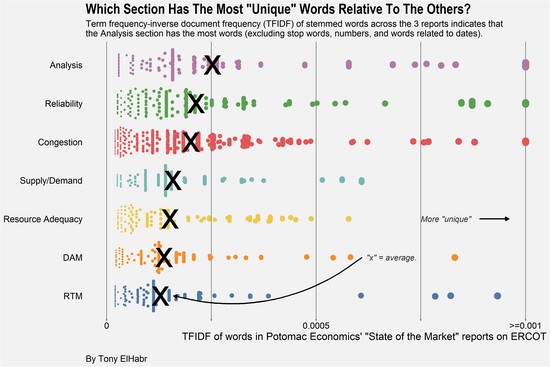 Which Section Has The Most "Unique" Words Relative To The Others?
Term frequency-inverse document frequency (TFIDF) of stemmed words across the 3 reports indicates that
the Analysis section has the most words (excluding stop words, numbers, and words related to dates).
Analysis
Reliability
Congestion
Supply/Demand
Resource Adequacy
More "unique"
DAM
"x" = average.
RTM
0
0.0005
>=0.001
TFIDF of words in Potomac Economics' "State of the Market" reports on ERCOT
By Tony ElHabr